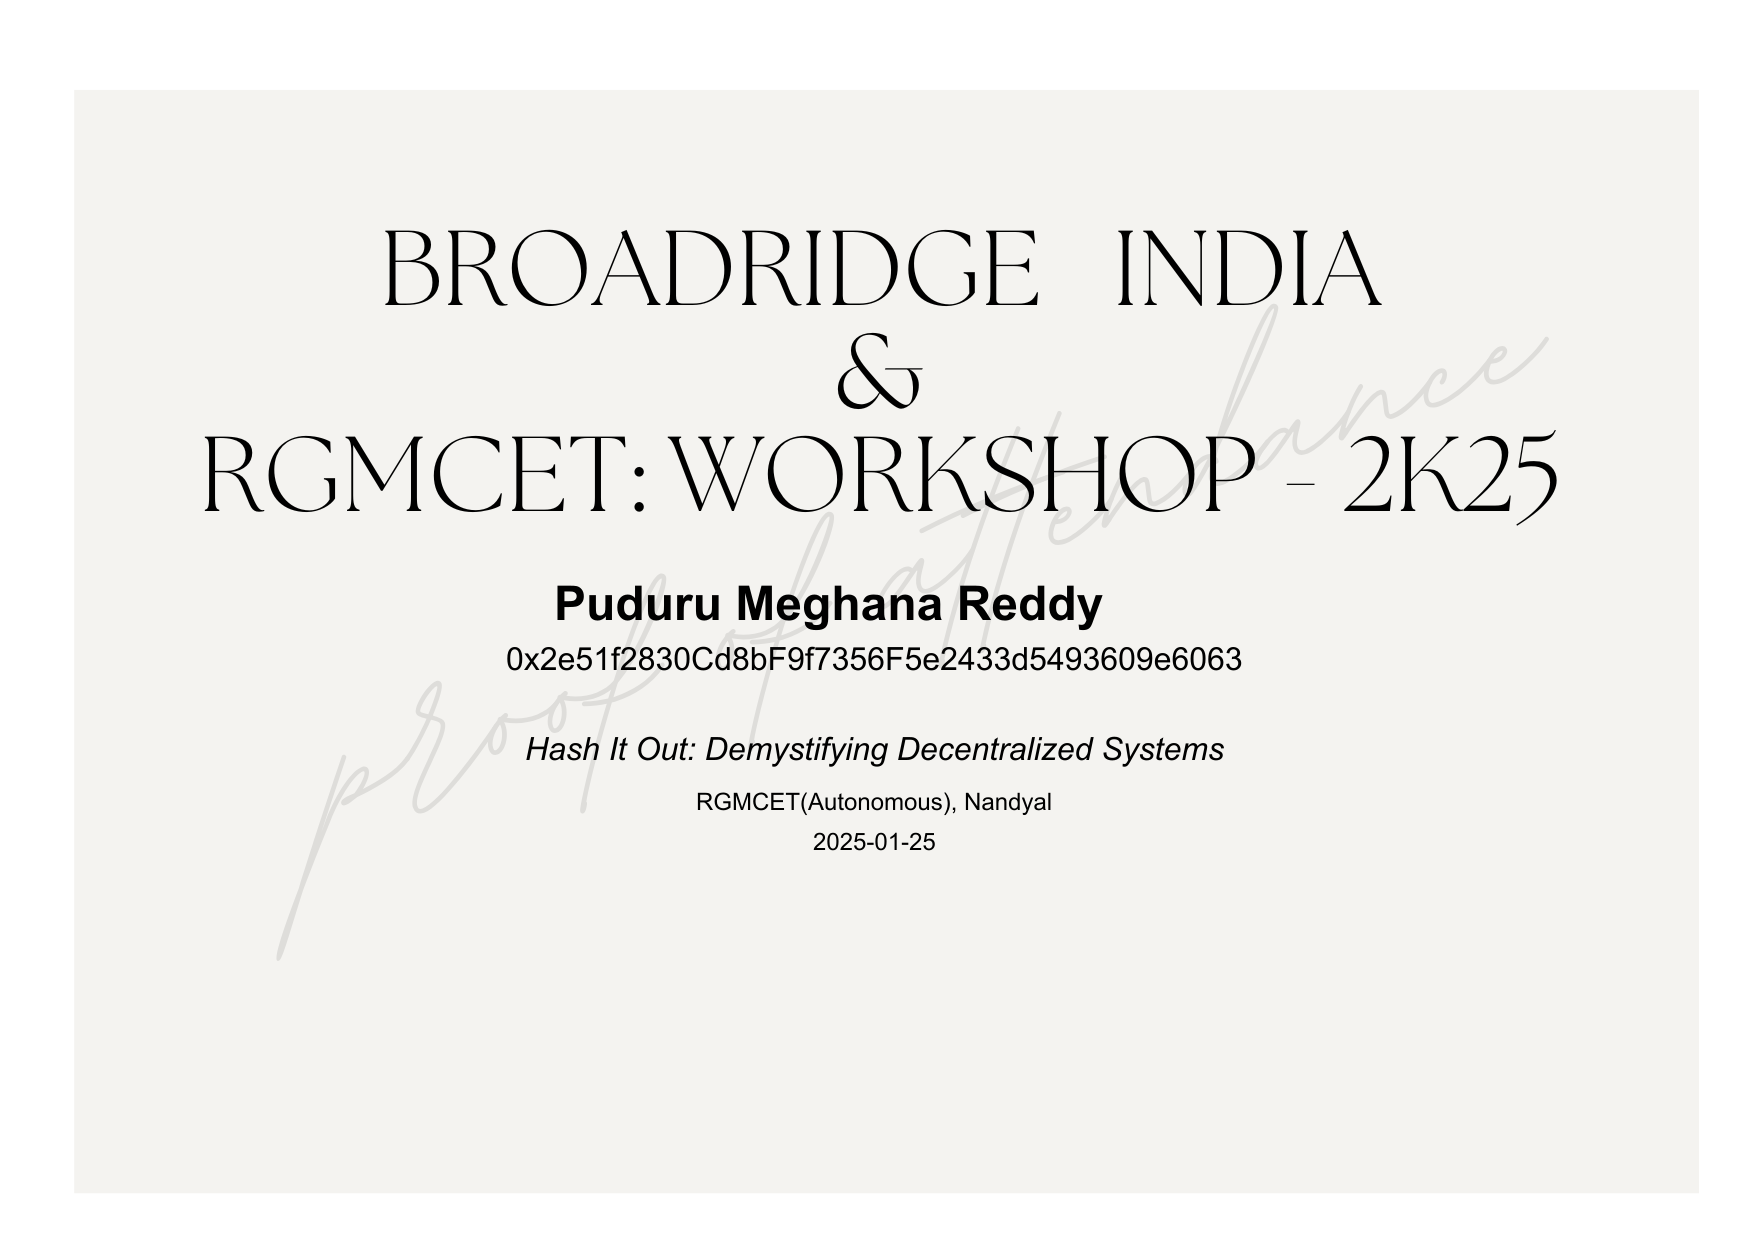 BROADRIDGE INDIA
&
RGMCET: WORKSHOP - 2K25
proof of attendance
Puduru Meghana Reddy
0x2e51f2830Cd8bF9f7356F5e2433d5493609e6063
Hash It Out: Demystifying Decentralized Systems
RGMCET(Autonomous), Nandyal
2025-01-25